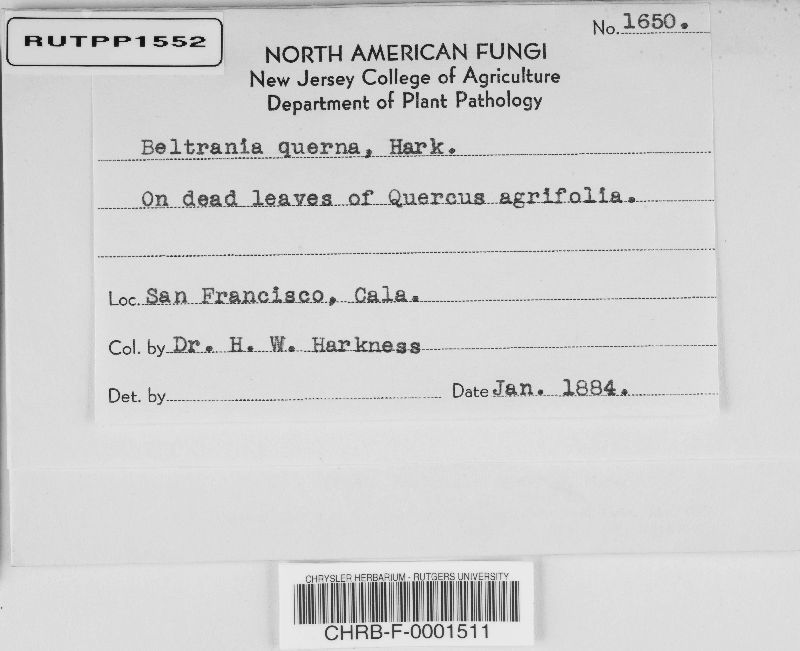 RUTPP1552
No. 1650.
NORTH AMERICAN FUNGI
New Jersey College of Agriculture
Department of Plant Pathology
Beltrania querna, Hark.
On dead leaves of Quercus agrifolia.
Loc. San Francisco, Cala.
Col. by Dr. H. W. Harkness
Det. by Date Jan. 1884.
CHRYSLER HERBARIUM - RUTGERS UNIVERSITY
CHRB-F-0001511